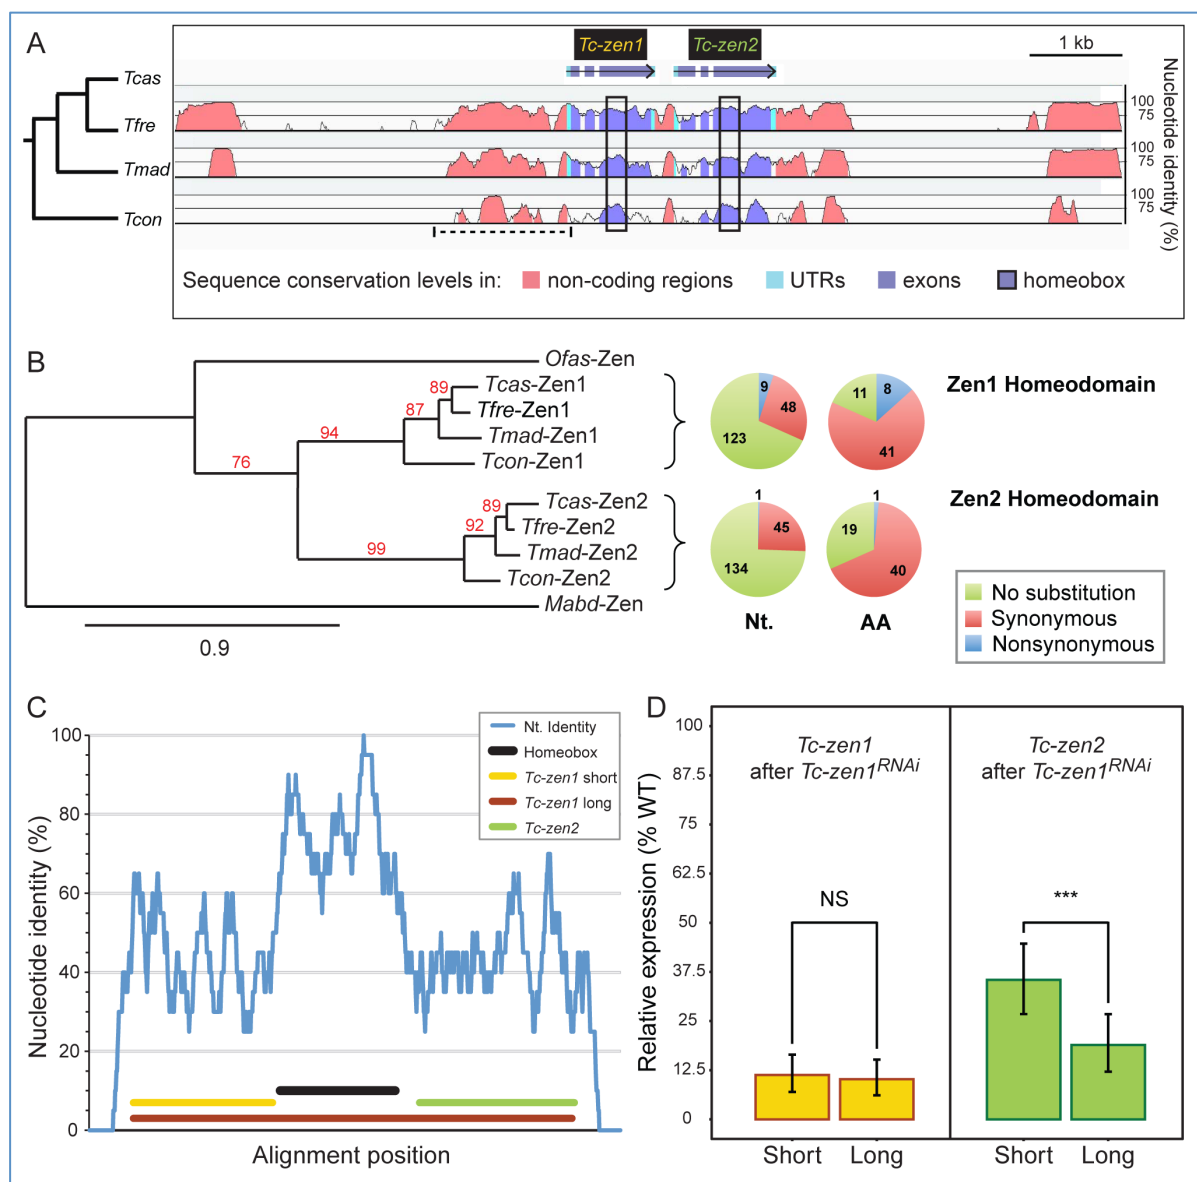 A
Tc-zen1
Tc-zen2
1 kb
Tcas
Tfre
Tmad
Tcon
100
75
100
75
100
75
Nucleotide identity (%)
Sequence conservation levels in: non-coding regions UTRs exons homeobox
B
Ofas-Zen
Tcas-Zen1
Tfre-Zen1
Tmad-Zen1
Tcon-Zen1
Tcas-Zen2
Tfre-Zen2
Tmad-Zen2
Tcon-Zen2
Mabd-Zen
89
87
94
76
89
92
99
0.9
9
48
123
11
8
41
Zen1 Homeodomain
1
45
134
1
19
40
Zen2 Homeodomain
Nt.
AA
No substitution
Synonymous
Nonsynonymous
C
Nucleotide identity (%)
100
80
60
40
20
0
Nt. Identity
Homeobox
Tc-zen1 short
Tc-zen1 long
Tc-zen2
Alignment position
D
Relative expression (% WT)
100
87.5
75
62.5
50
37.5
25
12.5
0
Tc-zen1
after Tc-zen1RNAi
Tc-zen2
after Tc-zen1RNAi
NS
***
Short Long Short Long